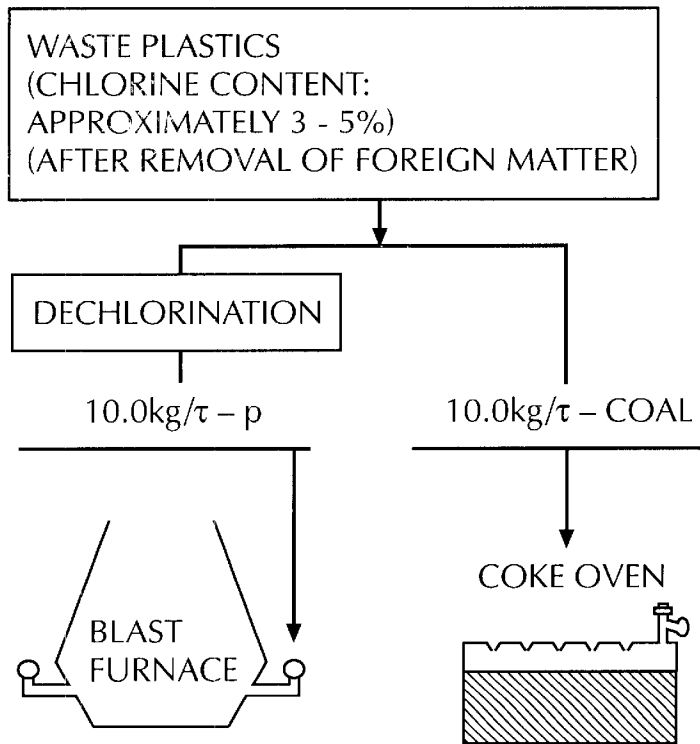 WASTE PLASTICS
(CHLORINE CONTENT:
APPROXIMATELY 3 - 5%)
(AFTER REMOVAL OF FOREIGN MATTER)
DECHLORINATION
10.0kg/τ – p
10.0kg/τ – COAL
COKE OVEN
BLAST
FURNACE